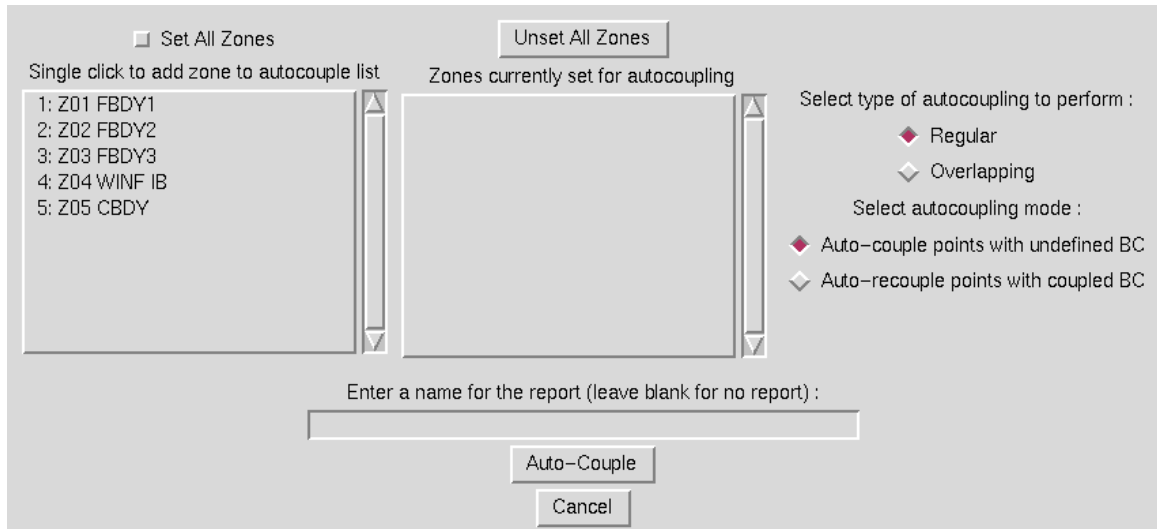 Set All Zones
Unset All Zones
Single click to add zone to autocouple list
Zones currently set for autocoupling
1: Z01 FBDY1
2: Z02 FBDY2
3: Z03 FBDY3
4: Z04 WINF IB
5: Z05 CBDY
Select type of autocoupling to perform :
Regular
Overlapping
Select autocoupling mode :
Auto-couple points with undefined BC
Auto-recouple points with coupled BC
Enter a name for the report (leave blank for no report) :
Auto-Couple
Cancel